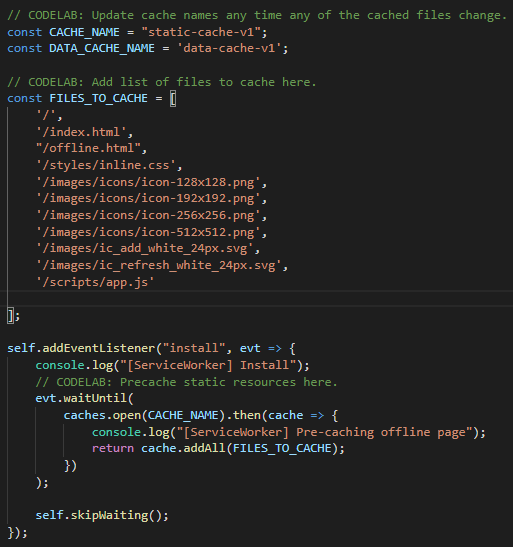 // CODELAB: Update cache names any time any of the cached files change.
const CACHE_NAME = "static-cache-v1";
const DATA_CACHE_NAME = 'data-cache-v1';

// CODELAB: Add list of files to cache here.
const FILES_TO_CACHE = [
    '/',
    '/index.html',
    "/offline.html",
    '/styles/inline.css',
    '/images/icons/icon-128x128.png',
    '/images/icons/icon-192x192.png',
    '/images/icons/icon-256x256.png',
    '/images/icons/icon-512x512.png',
    '/images/ic_add_white_24px.svg',
    '/images/ic_refresh_white_24px.svg',
    '/scripts/app.js'

];

self.addEventListener("install", evt => {
    console.log("[ServiceWorker] Install");
    // CODELAB: Precache static resources here.
    evt.waitUntil(
        caches.open(CACHE_NAME).then(cache => {
            console.log("[ServiceWorker] Pre-caching offline page");
            return cache.addAll(FILES_TO_CACHE);
        })
    );

    self.skipWaiting();
});